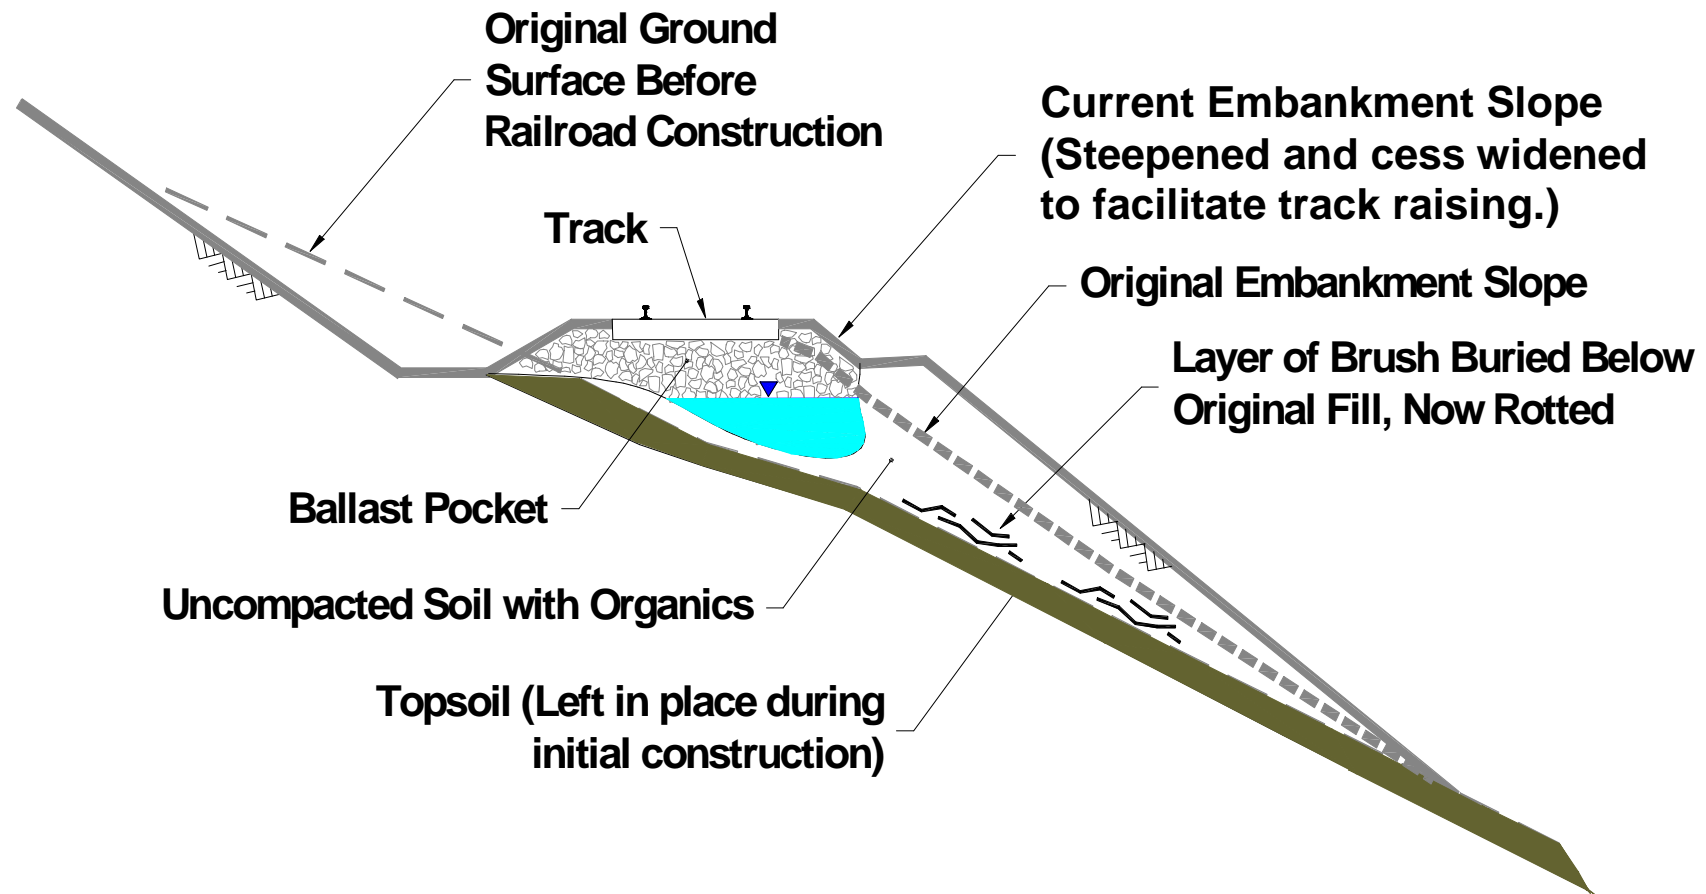 Original Ground
Surface Before
Railroad Construction
Current Embankment Slope
(Steepened and cess widened
to facilitate track raising.)
Track
Original Embankment Slope
Layer of Brush Buried Below
Original Fill, Now Rotted
Ballast Pocket
Uncompacted Soil with Organics
Topsoil (Left in place during
initial construction)